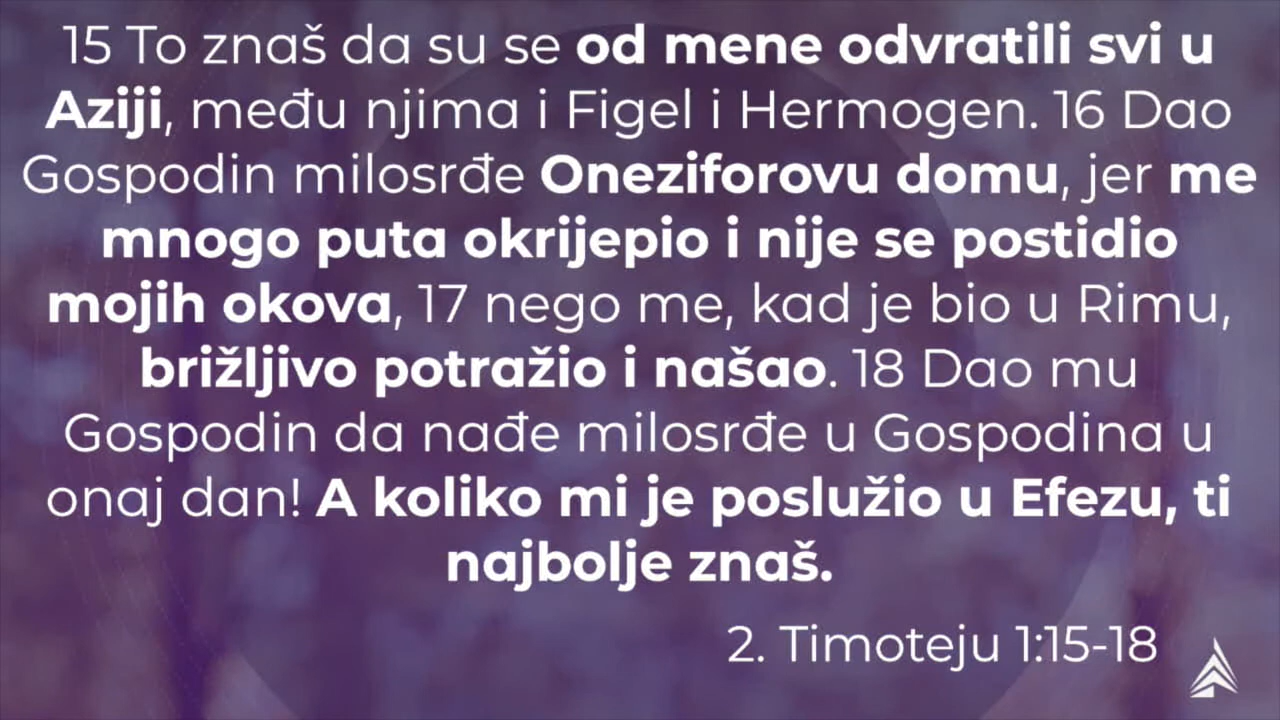 15 To znaš da su se od mene odvratili svi u
Aziji, među njima i Figel i Hermogen. 16 Dao
Gospodin milosrđe Oneziforovu domu, jer me
mnogo puta okrijepio i nije se postidio
mojih okova, 17 nego me, kad je bio u Rimu,
brižljivo potražio i našao. 18 Dao mu
Gospodin da nađe milosrđe u Gospodina u
onaj dan! A koliko mi je poslužio u Efezu, ti
najbolje znaš.
2. Timoteju 1:15-18